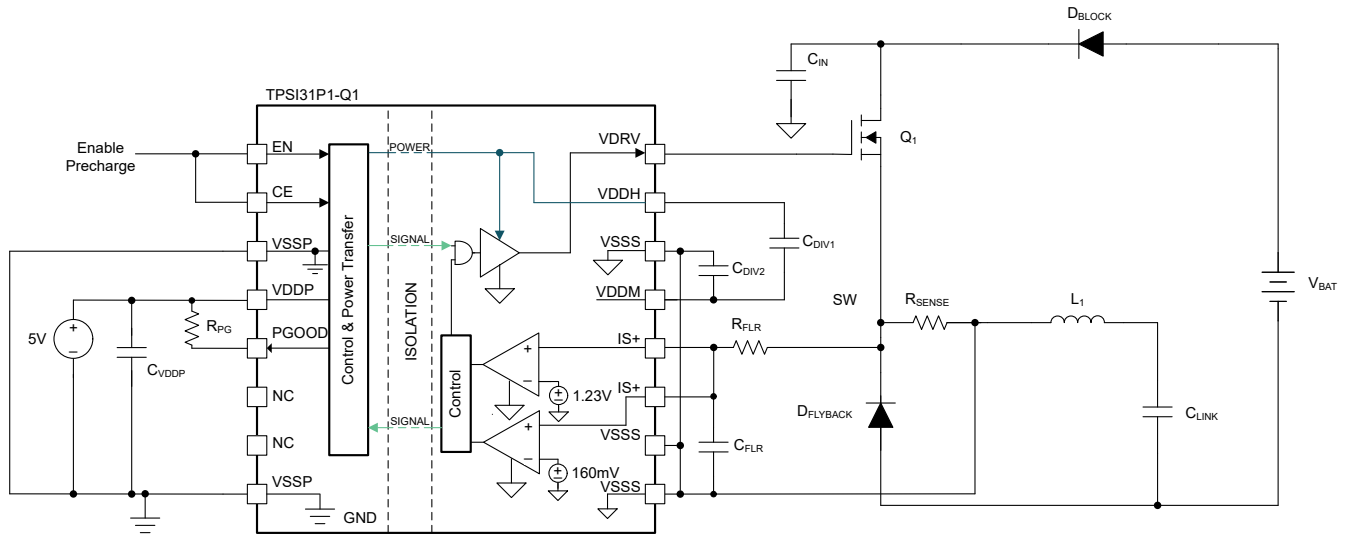 DBLOCK
CIN
TPSI31P1-Q1
Enable
Precharge
EN
POWER
VDRV
Q1
CE
VDDH
VSSP
SIGNAL
VSSS
CDIV1
CDIV2
VDDP
VDDM
SW
RSENSE
L1
VBAT
5V
RPG
PGOOD
Control & Power Transfer
ISOLATION
IS+
RFLR
CVDDP
NC
Control
1.23V
IS+
DFLYBACK
CLINK
SIGNAL
NC
VSSS
CFLR
160mV
VSSP
GND
VSSS